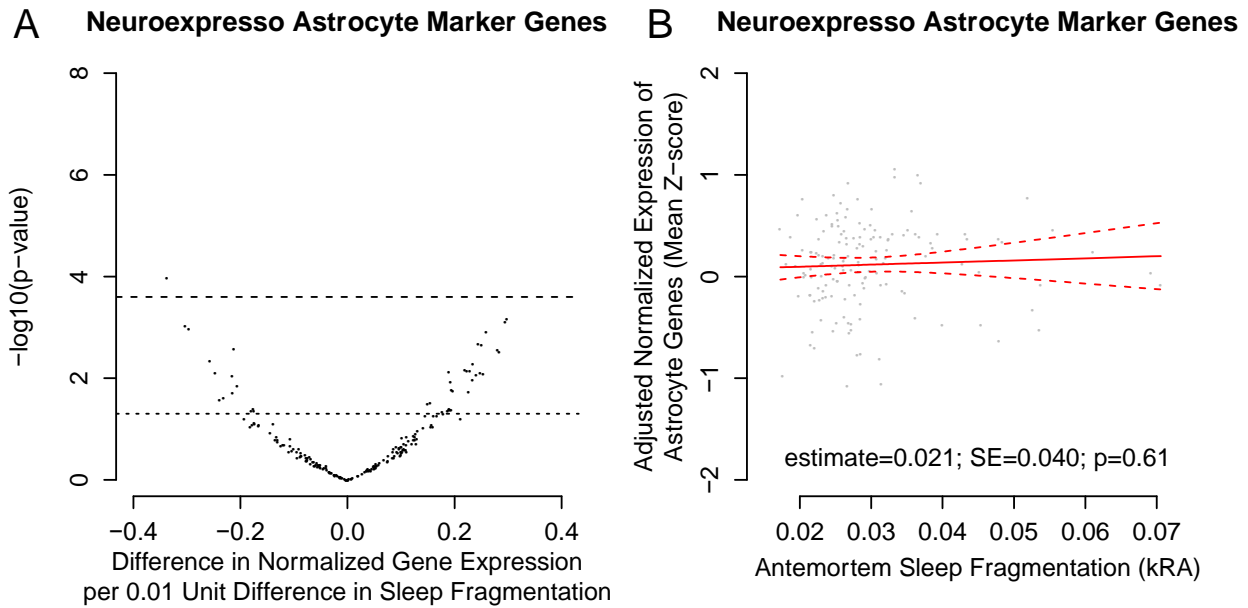 A Neuroexpresso Astrocyte Marker Genes
−log10(p−value)
8
6
4
2
0
−0.4 −0.2 0.0 0.2 0.4
Difference in Normalized Gene Expression
per 0.01 Unit Difference in Sleep Fragmentation
B Neuroexpresso Astrocyte Marker Genes
Adjusted Normalized Expression of
Astrocyte Genes (Mean Z−score)
2
1
0
−1
−2
estimate=0.021; SE=0.040; p=0.61
0.02 0.03 0.04 0.05 0.06 0.07
Antemortem Sleep Fragmentation (kRA)